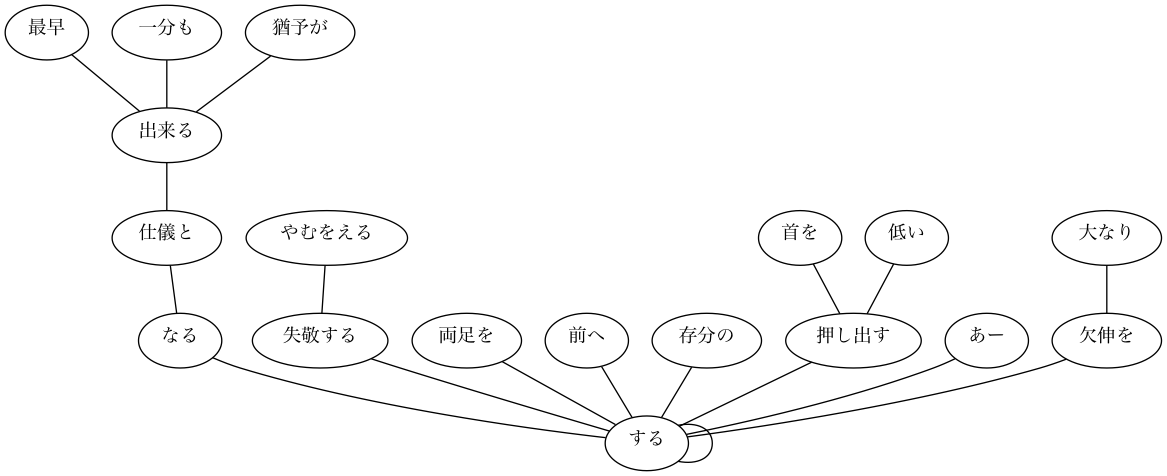 最早
一分も
猶予が
出来る
仕儀と
やむをえる
首を
低い
大なり
なる
失敬する
両足を
前へ
存分の
押し出す
あー
欠伸を
する